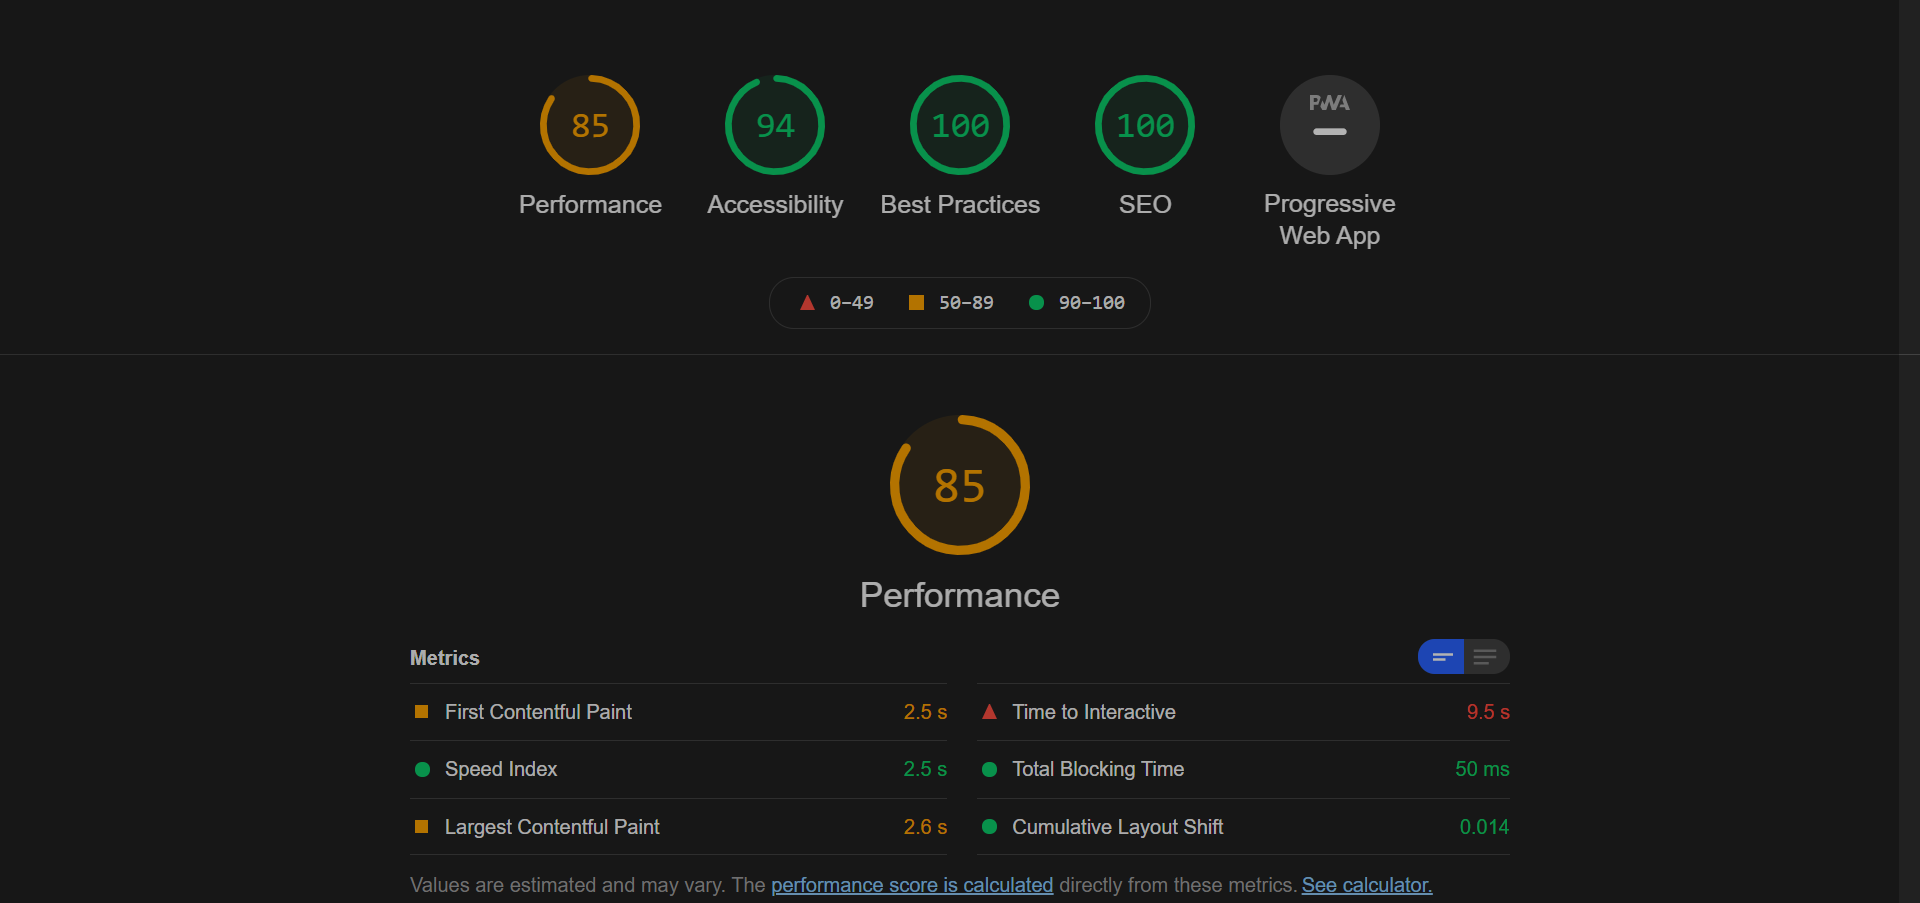 85
94
100
100
PWA
Performance
Accessibility
Best Practices
SEO
Progressive
Web App
0–49
50–89
90–100
85
Performance
Metrics
First Contentful Paint 2.5 s
Time to Interactive 9.5 s
Speed Index 2.5 s
Total Blocking Time 50 ms
Largest Contentful Paint 2.6 s
Cumulative Layout Shift 0.014
Values are estimated and may vary. The performance score is calculated directly from these metrics. See calculator.